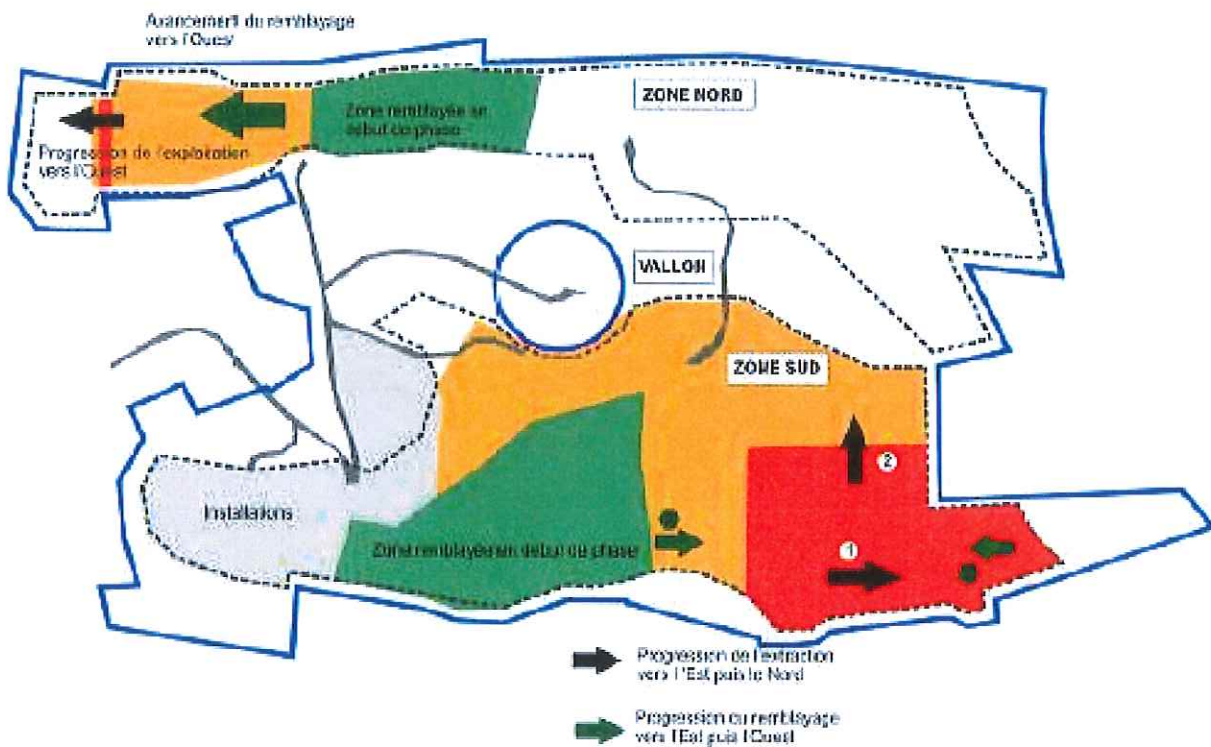 Avancement du remblayage
vers l'Ouest
ZONE NORD
Zone remblayée en
début de phase
Progression de l'exploitation
vers l'Ouest
VALLON
ZONE SUD
2
Installations
Zone remblayée en début de phase
1
Progression de l'extraction
vers l'Est puis le Nord
Progression du remblayage
vers l'Est puis l'Ouest